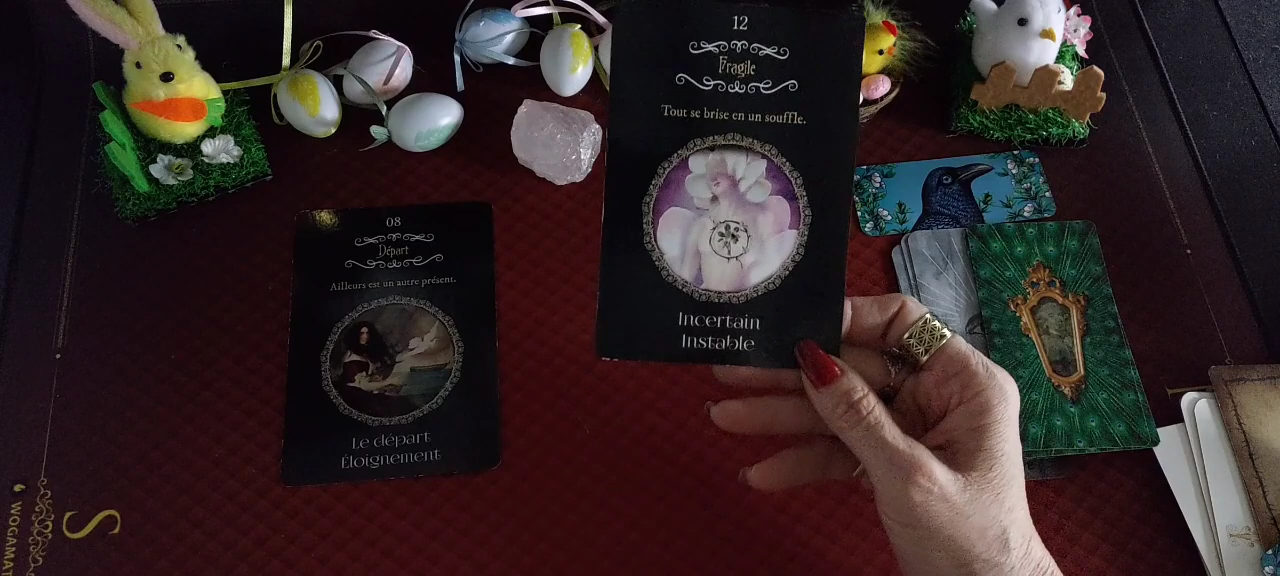 12
Fragile
Tout se brise en un souffle.
Incertain
Instable
08
Départ
Ailleurs est un autre présent.
Le départ
Éloignement
S
WOGAMAT